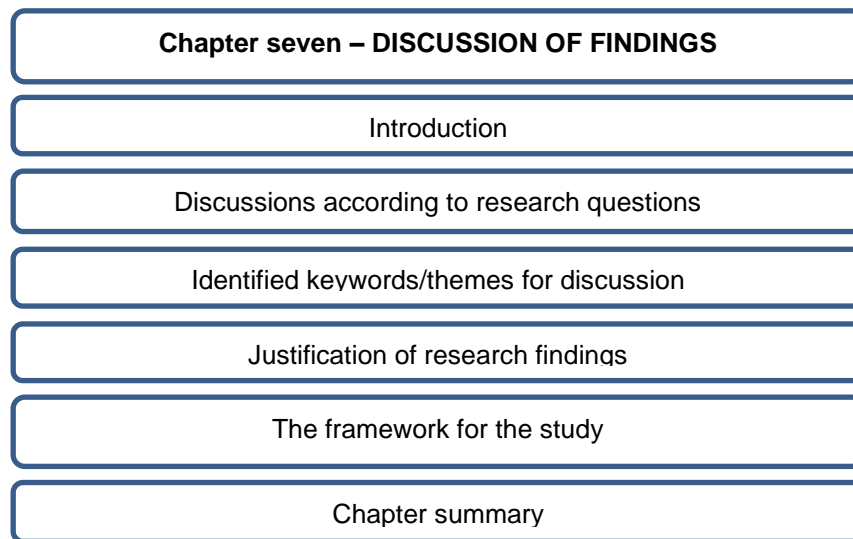 Chapter seven – DISCUSSION OF FINDINGS
Introduction
Discussions according to research questions
Identified keywords/themes for discussion
Justification of research findings
The framework for the study
Chapter summary